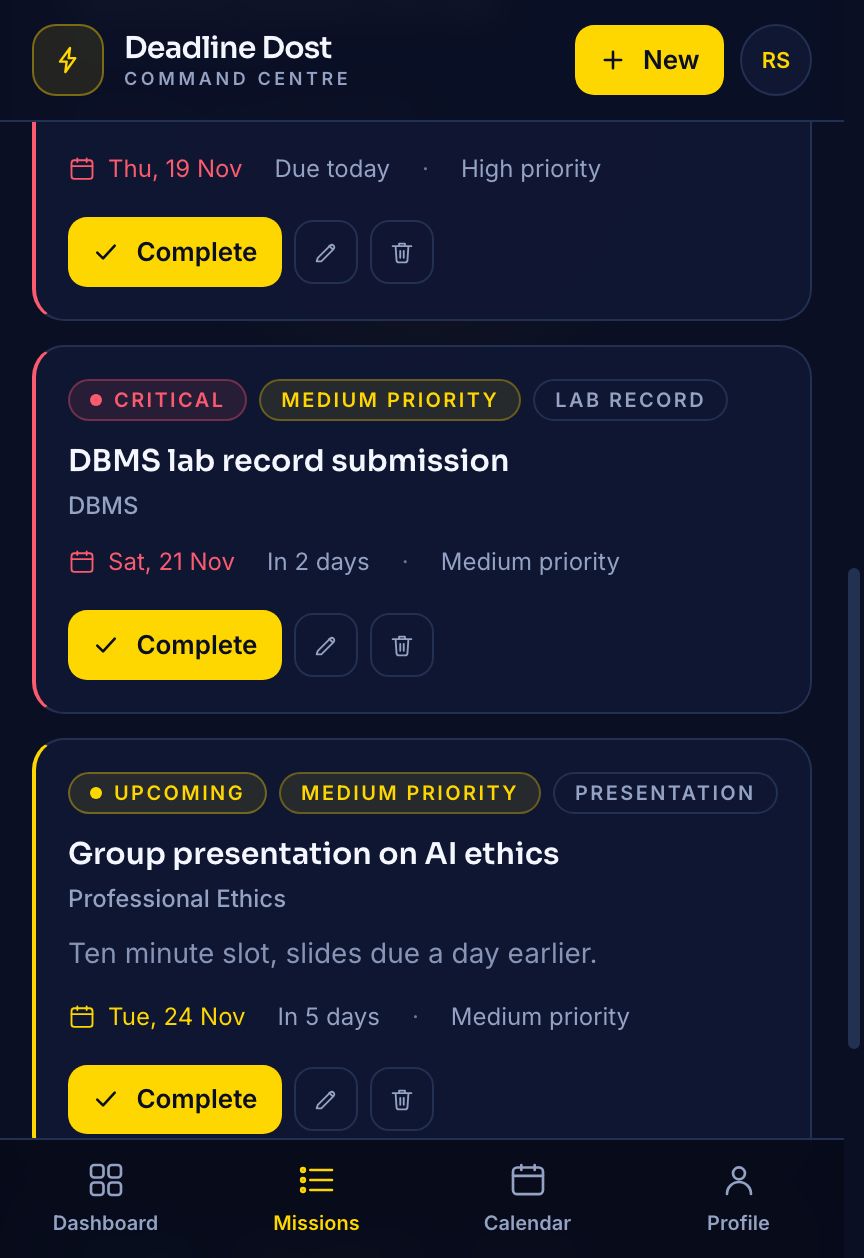 Deadline Dost
COMMAND CENTRE
New
RS
Thu, 19 Nov Due today · High priority
Complete
CRITICAL MEDIUM PRIORITY LAB RECORD
DBMS lab record submission
DBMS
Sat, 21 Nov In 2 days · Medium priority
Complete
UPCOMING MEDIUM PRIORITY PRESENTATION
Group presentation on AI ethics
Professional Ethics
Ten minute slot, slides due a day earlier.
Tue, 24 Nov In 5 days · Medium priority
Complete
Dashboard Missions Calendar Profile